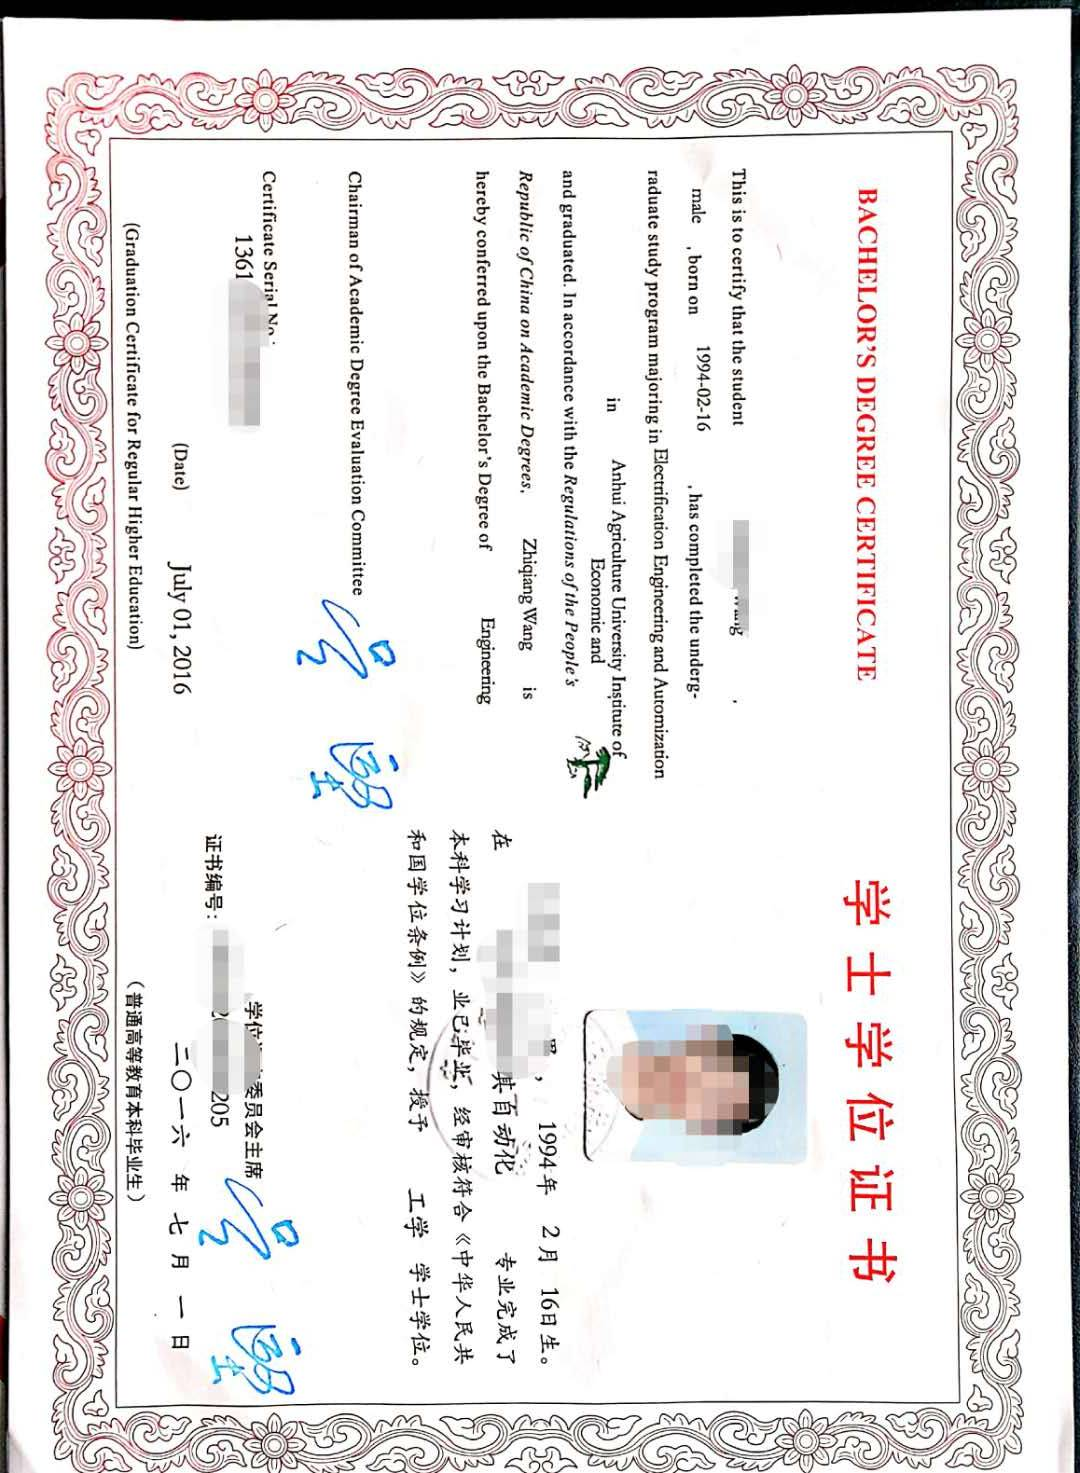 BACHELOR'S DEGREE CERTIFICATE
This is to certify that the student
,
male , born on 1994-02-16 , has completed the underg-
raduate study program majoring in Electrification Engineering and Automization
in Anhui Agriculture University Institute of
Economic and
and graduated. In accordance with the Regulations of the People's
Republic of China on Academic Degrees, Zhiqiang Wang is
hereby conferred upon the Bachelor's Degree of Engineering
Chairman of Academic Degree Evaluation Committee
Certificate Serial No.:
1361
(Date) July 01, 2016
(Graduation Certificate for Regular Higher Education)
学士学位证书
, 1994年 2月 16日生。
在 其自动化 专业完成了
本科学习计划，业已毕业，经审核符合《中华人民共
和国学位条例》的规定，授予 工学 学士学位。
学位 委员会主席
证书编号： 205
二〇一六 年 七 月 一 日
（普通高等教育本科毕业生）